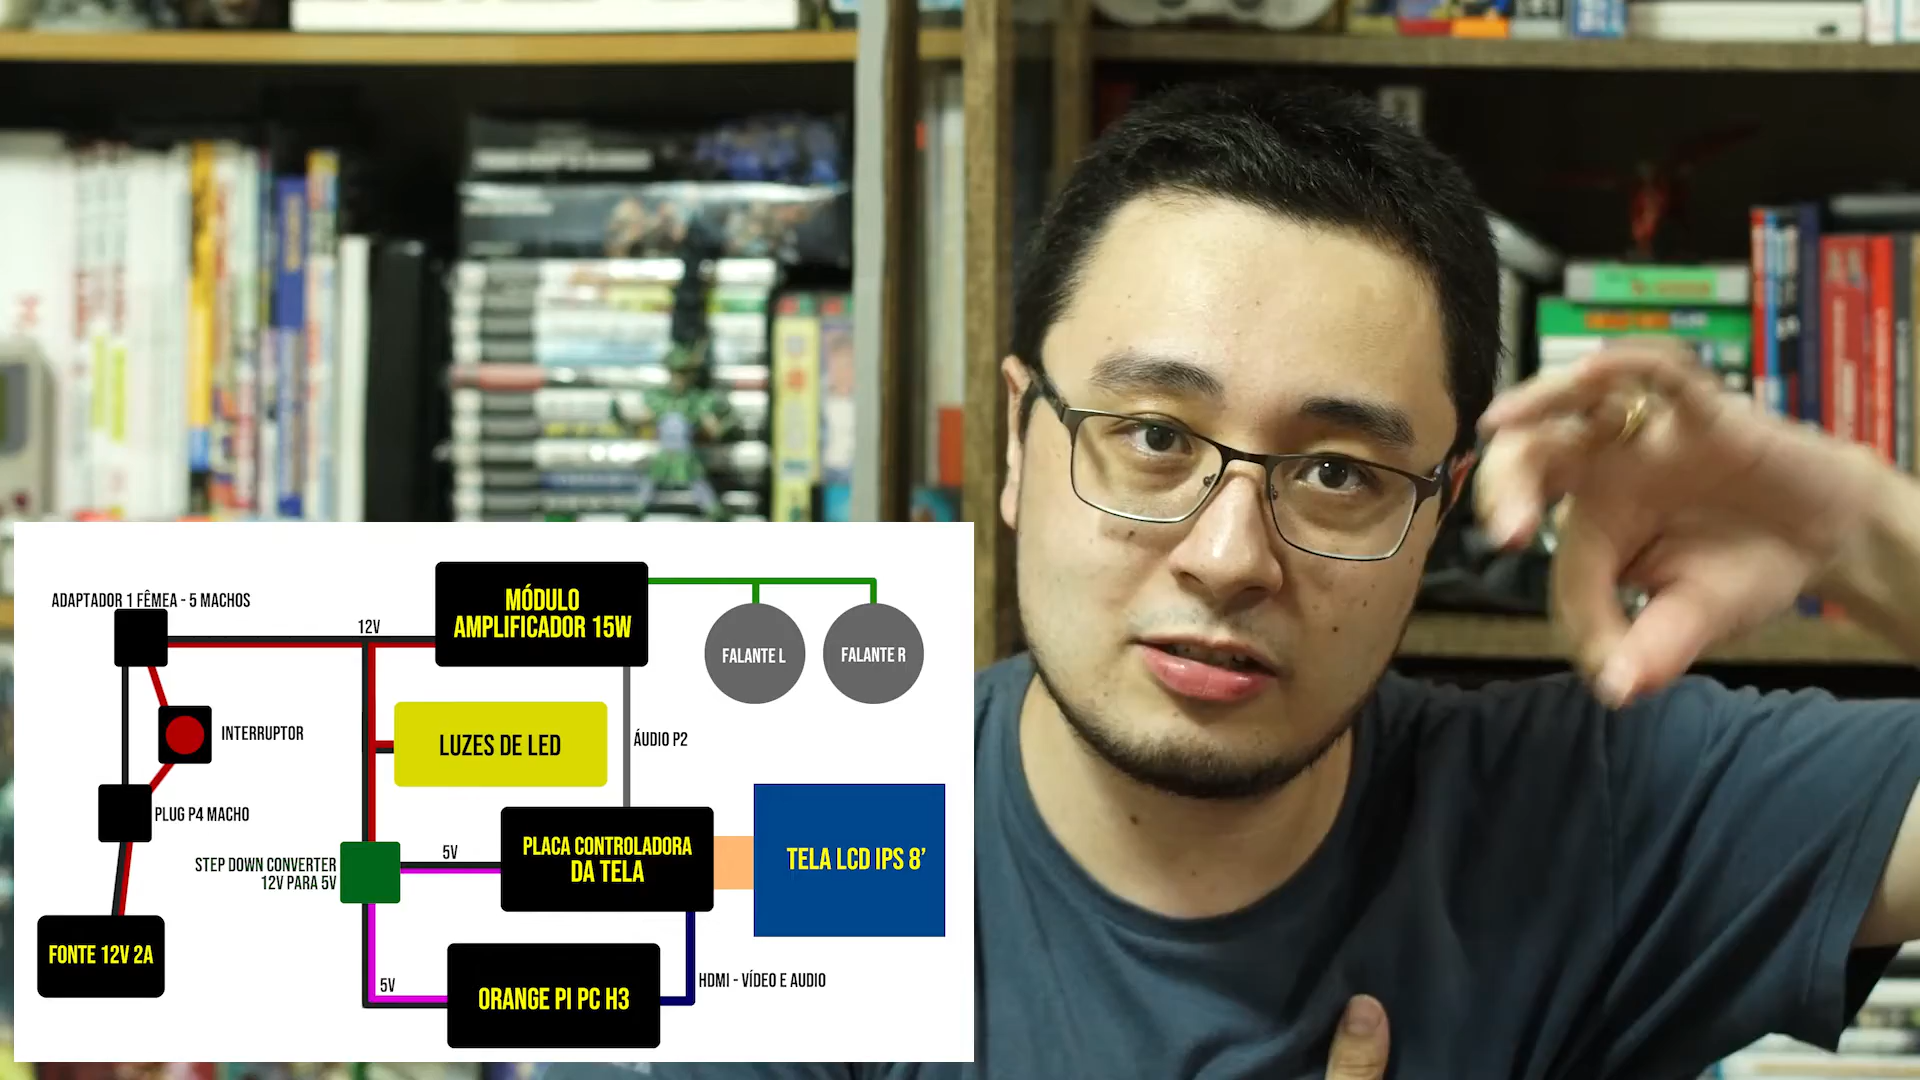 ADAPTADOR 1 FÊMEA - 5 MACHOS
12V
MÓDULO
AMPLIFICADOR 15W
FALANTE L
FALANTE R
INTERRUPTOR
LUZES DE LED
ÁUDIO P2
PLUG P4 MACHO
STEP DOWN CONVERTER
12V PARA 5V
5V
PLACA CONTROLADORA
DA TELA
TELA LCD IPS 8'
FONTE 12V 2A
5V
ORANGE PI PC H3
HDMI - VÍDEO E AUDIO